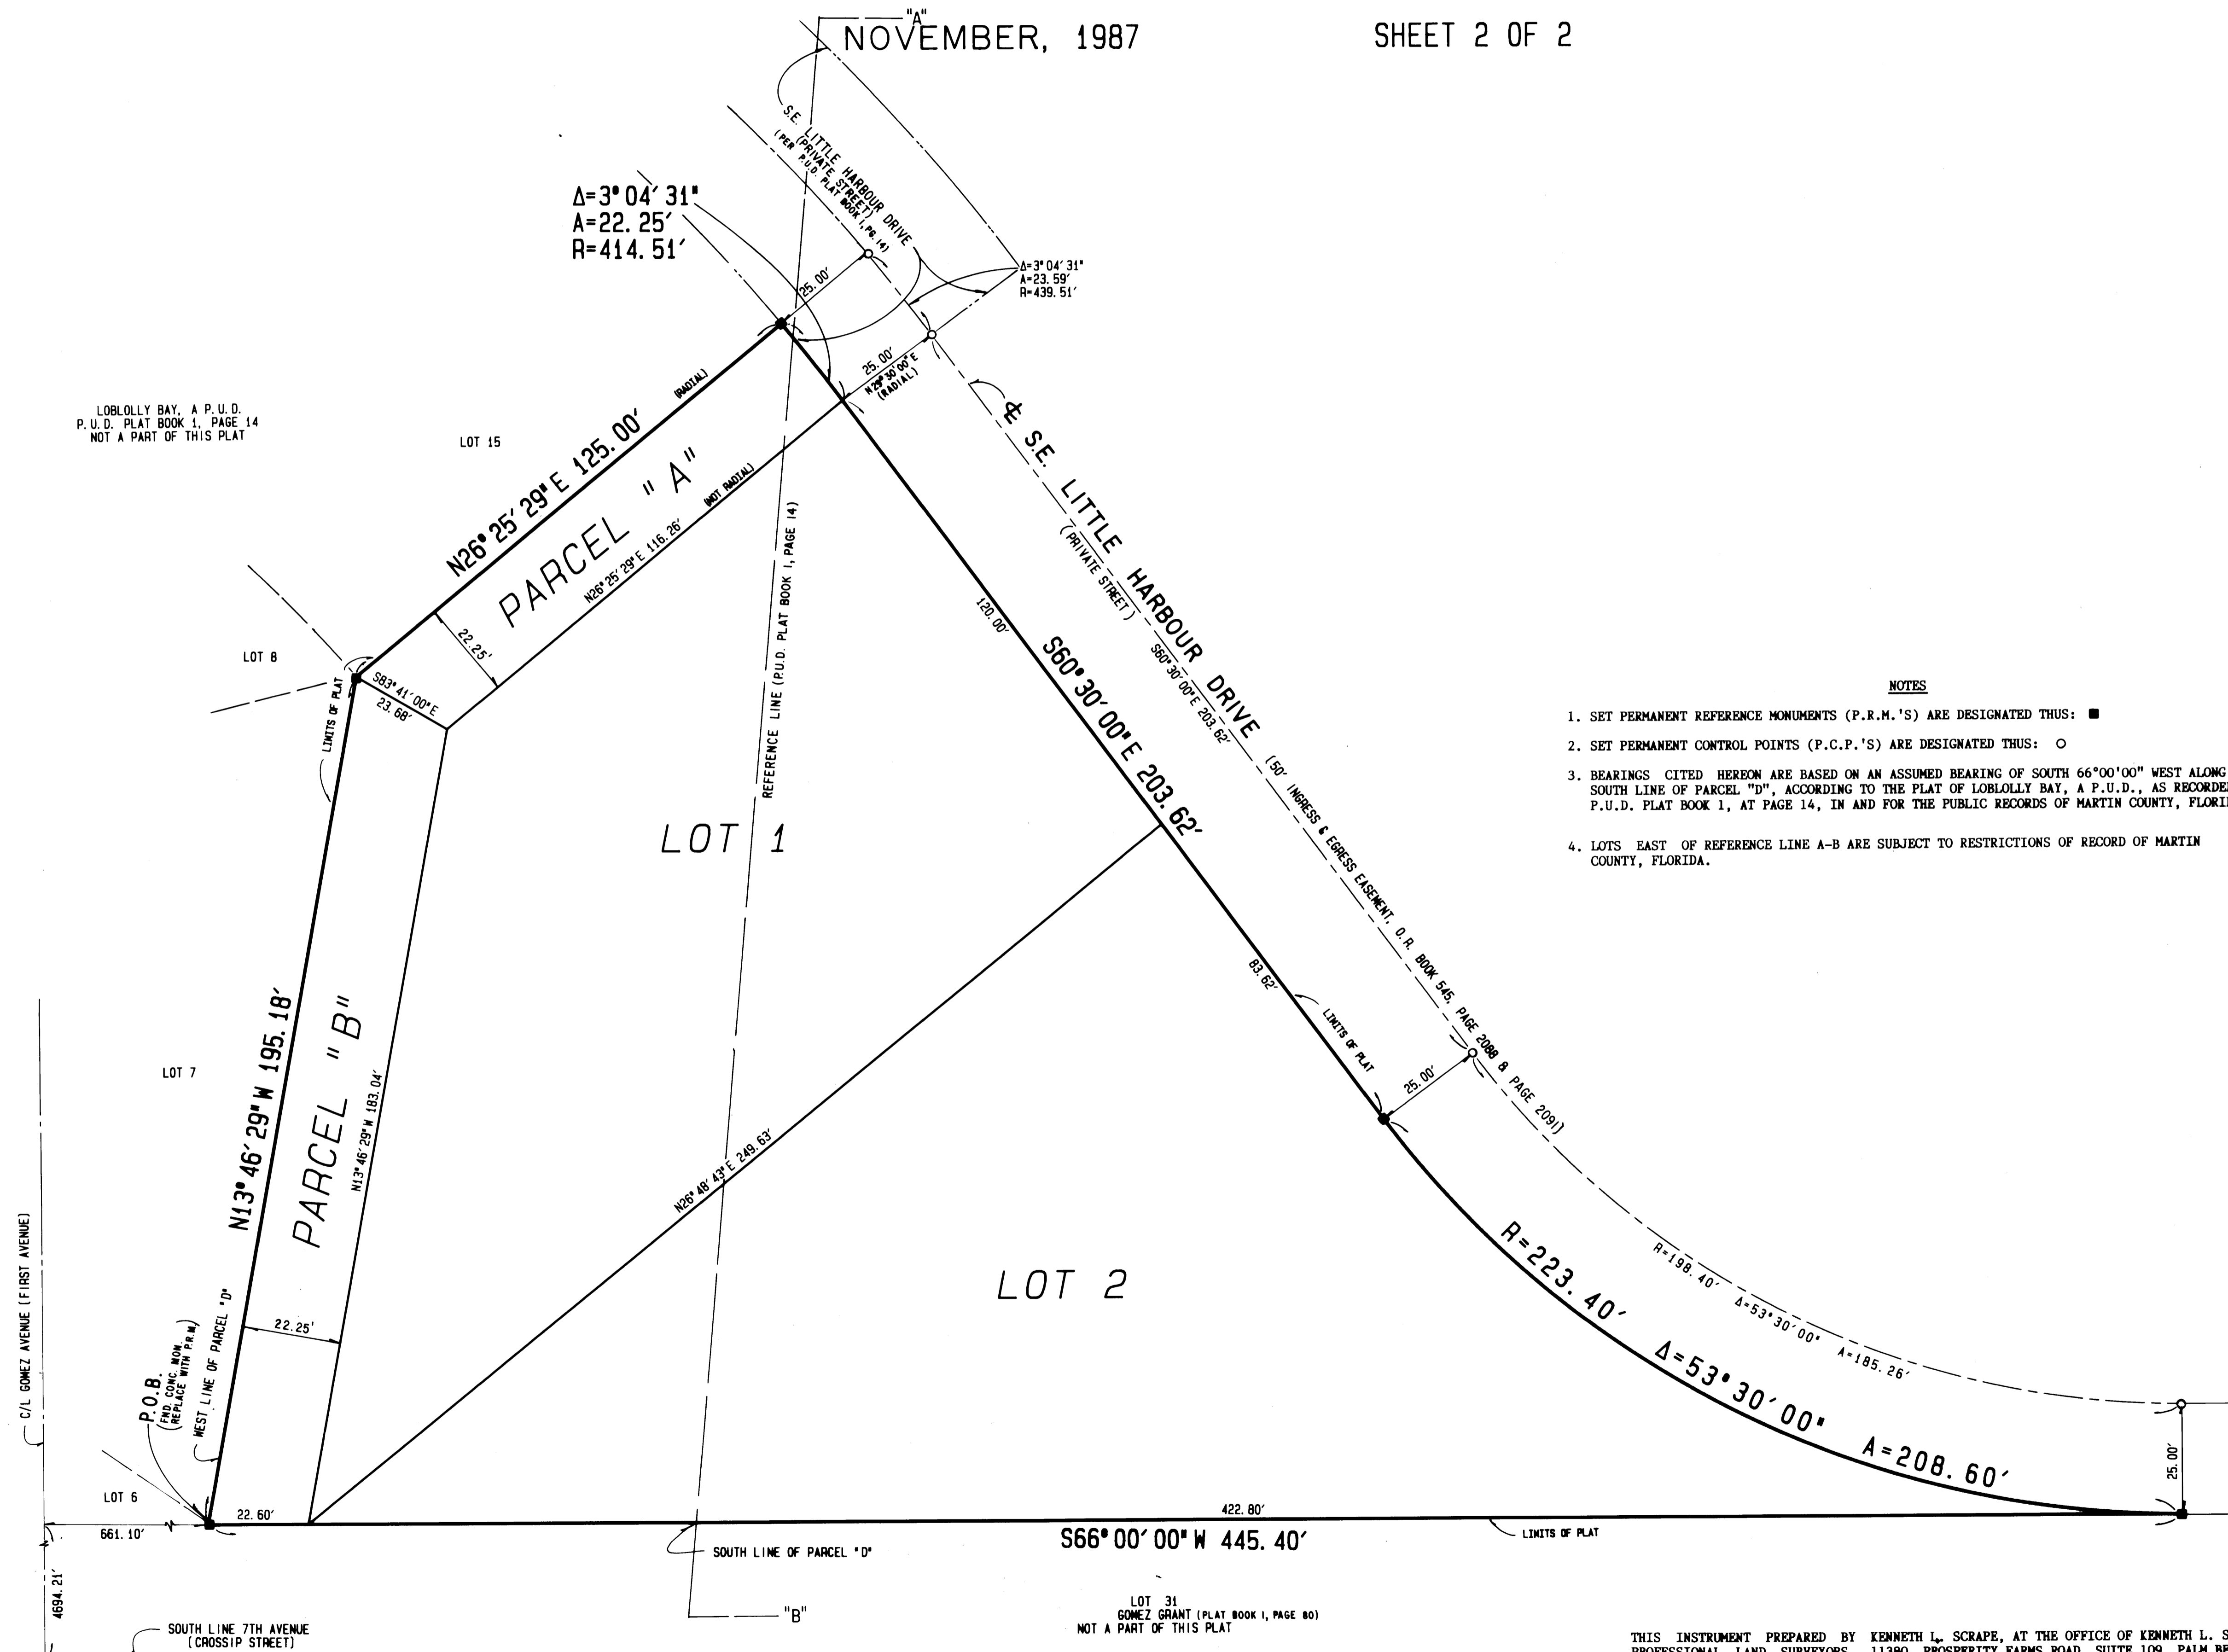 "A"
NOVEMBER, 1987
SHEET 2 OF 2
S.E. LITTLE HARBOUR DRIVE
(PRIVATE STREET)
(PER P.U.D. PLAT BOOK 1, PG. 14)
Δ=3°04'31"
A=22.25'
R=414.51'
25.00'
Δ=3°04'31"
A=23.59'
R=439.51'
25.00'
N29°30'00"E
(RADIAL)
(RADIAL)
LOBLOLLY BAY, A P.U.D.
P.U.D. PLAT BOOK 1, PAGE 14
NOT A PART OF THIS PLAT
LOT 15
N26°25'29"E 125.00'
PARCEL "A"
N26°25'29"E 116.26'
(NOT RADIAL)
22.25'
REFERENCE LINE (P.U.D. PLAT BOOK 1, PAGE 14)
℄ S.E. LITTLE HARBOUR DRIVE
(PRIVATE STREET)
S60°30'00"E 203.62'
(50' INGRESS & EGRESS EASEMENT, O.R. BOOK 545, PAGE 2088 & PAGE 2091)
120.00'
S60°30'00"E 203.62'
83.62'
LIMITS OF PLAT
25.00'
LOT 8
LIMITS OF PLAT
S83°41'00"E
23.68'
LOT 1
NOTES
1. SET PERMANENT REFERENCE MONUMENTS (P.R.M.'S) ARE DESIGNATED THUS: ■
2. SET PERMANENT CONTROL POINTS (P.C.P.'S) ARE DESIGNATED THUS: ○
3. BEARINGS CITED HEREON ARE BASED ON AN ASSUMED BEARING OF SOUTH 66°00'00" WEST ALONG
SOUTH LINE OF PARCEL "D", ACCORDING TO THE PLAT OF LOBLOLLY BAY, A P.U.D., AS RECORDE
P.U.D. PLAT BOOK 1, AT PAGE 14, IN AND FOR THE PUBLIC RECORDS OF MARTIN COUNTY, FLORI
4. LOTS EAST OF REFERENCE LINE A-B ARE SUBJECT TO RESTRICTIONS OF RECORD OF MARTIN
COUNTY, FLORIDA.
LOT 7
N13°46'29"W 195.18'
PARCEL "B"
N13°46'29"W 183.04'
22.25'
N26°48'43"E 249.63'
LOT 2
R=223.40' Δ=53°30'00" A=208.60'
R=198.40' Δ=53°30'00" A=185.26'
25.00'
C/L GOMEZ AVENUE (FIRST AVENUE)
P.O.B.
(FND. CONC. MON.
REPLACE WITH P.R.M.)
WEST LINE OF PARCEL "D"
LOT 6
661.10'
22.60'
422.80'
S66°00'00"W 445.40'
LIMITS OF PLAT
SOUTH LINE OF PARCEL "D"
4694.21'
"B"
LOT 31
GOMEZ GRANT (PLAT BOOK 1, PAGE 80)
NOT A PART OF THIS PLAT
SOUTH LINE 7TH AVENUE
(CROSSIP STREET)
THIS INSTRUMENT PREPARED BY KENNETH L. SCRAPE, AT THE OFFICE OF KENNETH L. S
PROFESSIONAL LAND SURVEYORS, 11380 PROSPERITY FARMS ROAD, SUITE 109, PALM BE